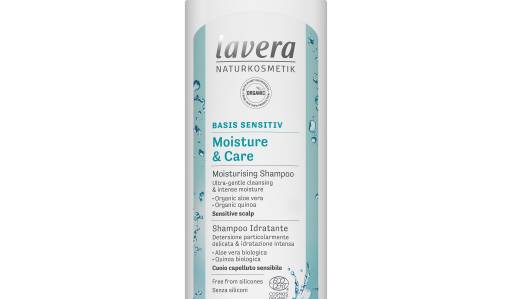 lavera
NATURKOSMETIK
ORGANIC
BASIS SENSITIV
Moisture
& Care
Moisturising Shampoo
Ultra-gentle cleansing
& intense moisture
• Organic aloe vera
• Organic quinoa
Sensitive scalp
Shampoo Idratante
Detersione particolarmente
delicata & idratazione intensa
• Aloe vera biologica
• Quinoa biologica
Cuoio capelluto sensibile
Free from silicones
Senza siliconi
COSMOS